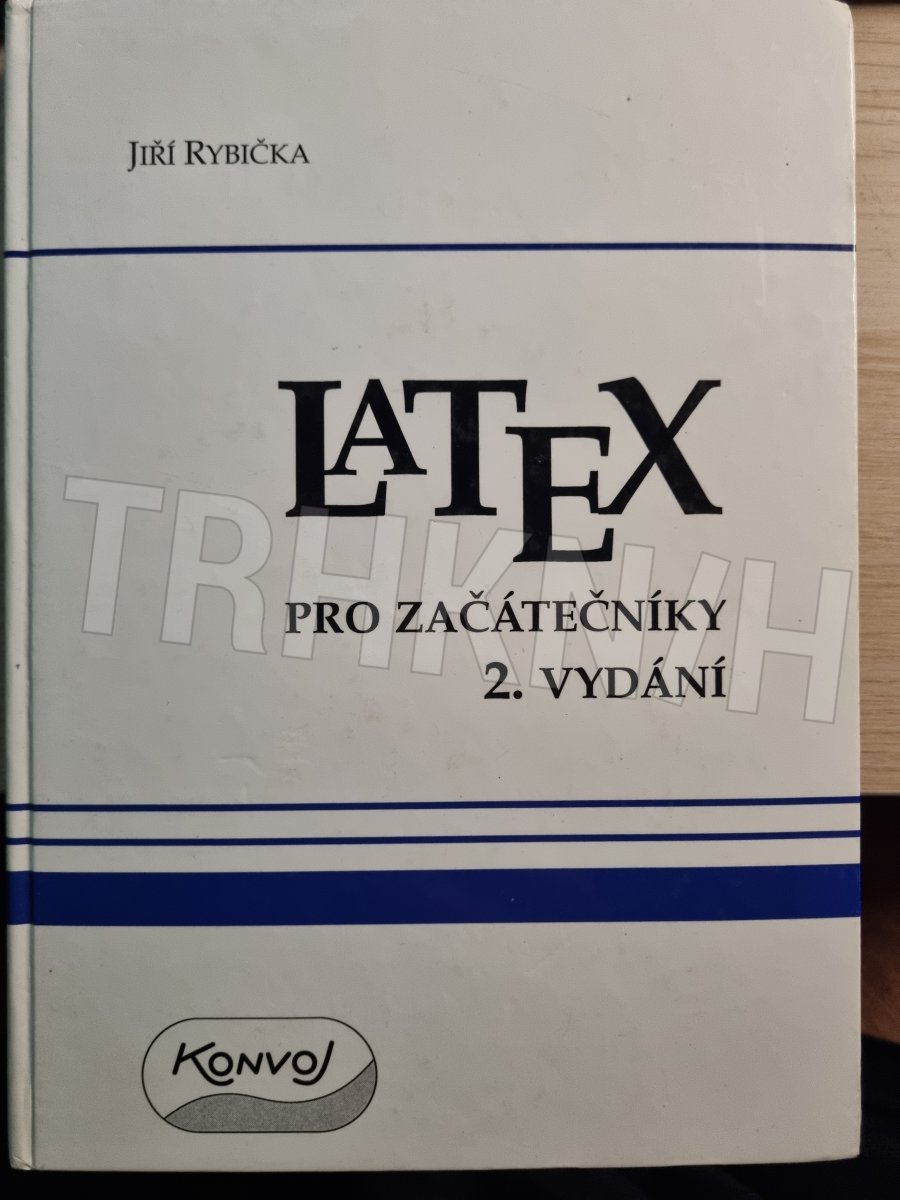 Jiří Rybička
LATEX
TRHKNIH
PRO ZAČÁTEČNÍKY
2. VYDÁNÍ
KONVOJ